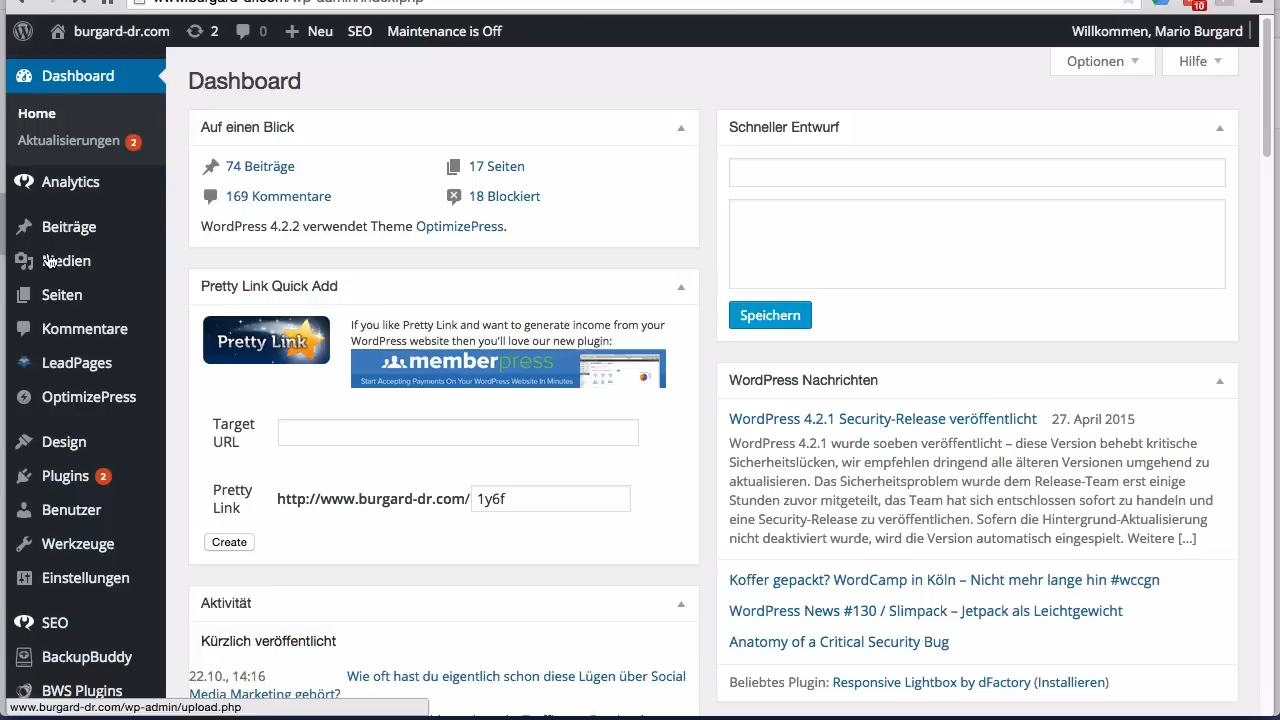 www.burgard-dr.com/wp-admin/index.php
10
burgard-dr.com 2 0 Neu SEO Maintenance is Off Willkommen, Mario Burgard
Dashboard
Home
Aktualisierungen 2
Analytics
Beiträge
Medien
Seiten
Kommentare
LeadPages
OptimizePress
Design
Plugins 2
Benutzer
Werkzeuge
Einstellungen
SEO
BackupBuddy
BWS Plugins
Optionen Hilfe
Dashboard
Auf einen Blick
74 Beiträge 17 Seiten
169 Kommentare 18 Blockiert
WordPress 4.2.2 verwendet Theme OptimizePress.
Pretty Link Quick Add
Pretty Link
If you like Pretty Link and want to generate income from your
WordPress website then you'll love our new plugin:
memberpress
Start Accepting Payments On Your WordPress Website In Minutes
Target
URL
Pretty
Link
http://www.burgard-dr.com/ 1y6f
Create
Aktivität
Kürzlich veröffentlicht
22.10., 14:16 Wie oft hast du eigentlich schon diese Lügen über Social
Media Marketing gehört?
Schneller Entwurf
Speichern
WordPress Nachrichten
WordPress 4.2.1 Security-Release veröffentlicht 27. April 2015
WordPress 4.2.1 wurde soeben veröffentlicht – diese Version behebt kritische
Sicherheitslücken, wir empfehlen dringend alle älteren Versionen umgehend zu
aktualisieren. Das Sicherheitsproblem wurde dem Release-Team erst einige
Stunden zuvor mitgeteilt, das Team hat sich entschlossen sofort zu handeln und
eine Security-Release zu veröffentlichen. Sofern die Hintergrund-Aktualisierung
nicht deaktiviert wurde, wird die Version automatisch eingespielt. Weitere [...]
Koffer gepackt? WordCamp in Köln – Nicht mehr lange hin #wccgn
WordPress News #130 / Slimpack – Jetpack als Leichtgewicht
Anatomy of a Critical Security Bug
Beliebtes Plugin: Responsive Lightbox by dFactory (Installieren)
www.burgard-dr.com/wp-admin/upload.php